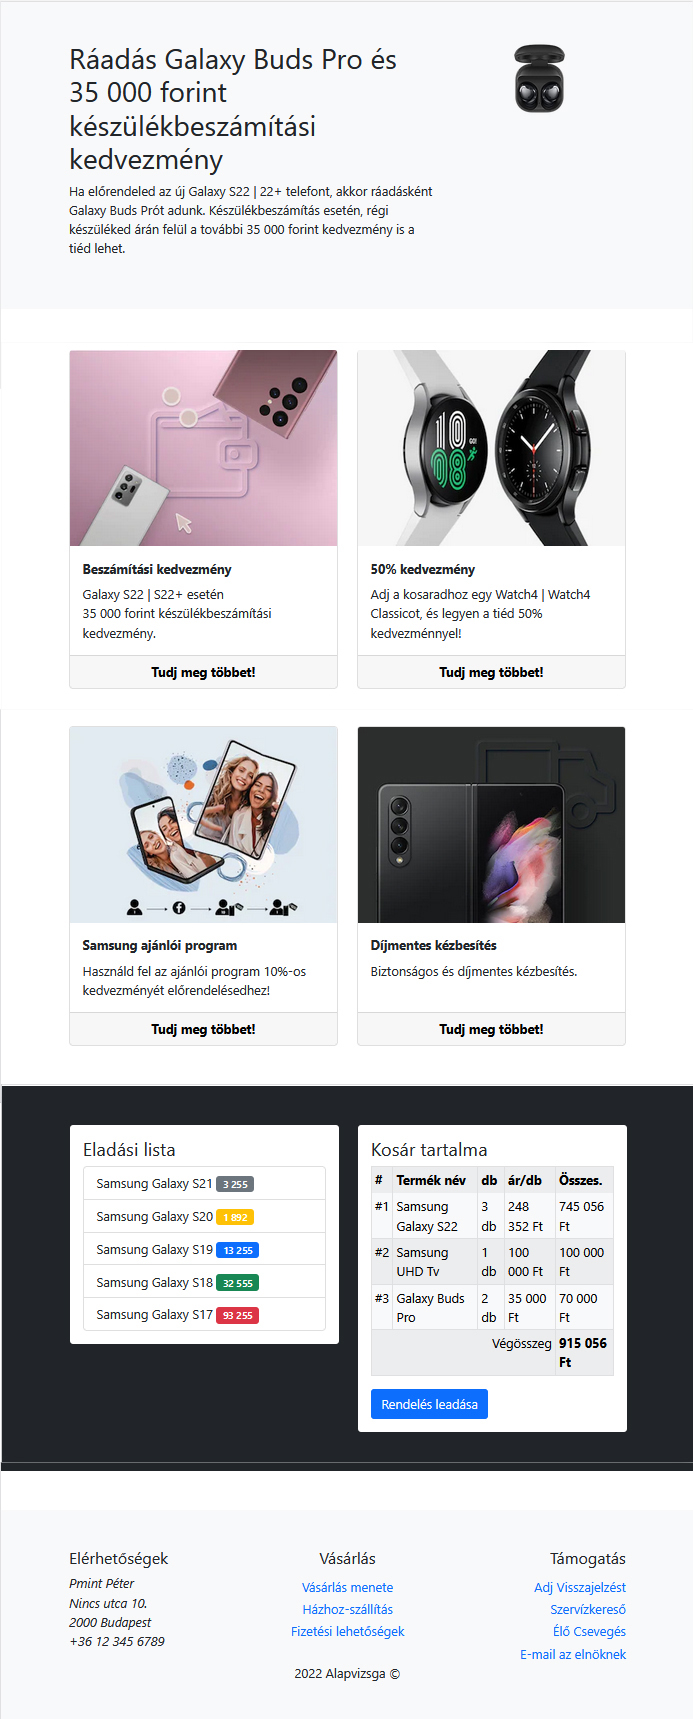 Ráadás Galaxy Buds Pro és
35 000 forint
készülékbeszámítási
kedvezmény
Ha előrendeled az új Galaxy S22 | 22+ telefont, akkor ráadásként
Galaxy Buds Prót adunk. Készülékbeszámítás esetén, régi
készüléked árán felül a további 35 000 forint kedvezmény is a
tiéd lehet.
10
08
GO!
Beszámítási kedvezmény
Galaxy S22 | S22+ esetén
35 000 forint készülékbeszámítási
kedvezmény.
Tudj meg többet!
50% kedvezmény
Adj a kosaradhoz egy Watch4 | Watch4
Classicot, és legyen a tiéd 50%
kedvezménnyel!
Tudj meg többet!
Samsung ajánlói program
Használd fel az ajánlói program 10%-os
kedvezményét előrendelésedhez!
Tudj meg többet!
Díjmentes kézbesítés
Biztonságos és díjmentes kézbesítés.
Tudj meg többet!
Eladási lista
Samsung Galaxy S21 3 255
Samsung Galaxy S20 1 892
Samsung Galaxy S19 13 255
Samsung Galaxy S18 32 555
Samsung Galaxy S17 93 255
Kosár tartalma
# Termék név db ár/db Összes.
#1 Samsung 3 248 745 056
Galaxy S22 db 352 Ft Ft
#2 Samsung 1 100 100 000
UHD Tv db 000 Ft Ft
#3 Galaxy Buds 2 35 000 70 000
Pro db Ft Ft
Végösszeg 915 056
Ft
Rendelés leadása
Elérhetőségek
Pmint Péter
Nincs utca 10.
2000 Budapest
+36 12 345 6789
Vásárlás
Vásárlás menete
Házhoz-szállítás
Fizetési lehetőségek
Támogatás
Adj Visszajelzést
Szervízkereső
Élő Csevegés
E-mail az elnöknek
2022 Alapvizsga ©